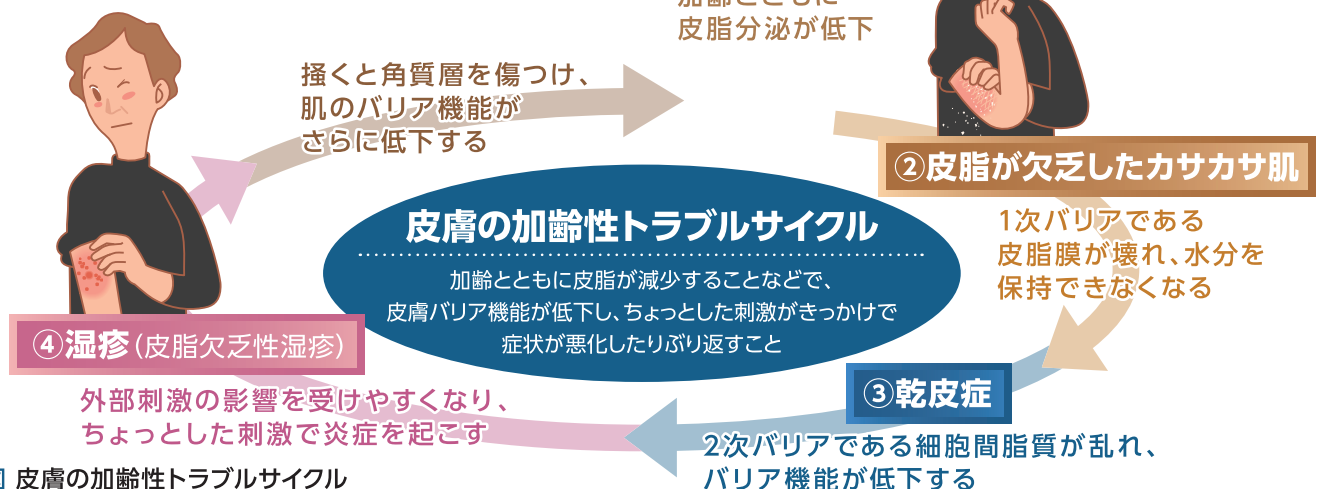 皮脂分泌が低下
掻くと角質層を傷つけ、
肌のバリア機能が
さらに低下する
②皮脂が欠乏したカサカサ肌
1次バリアである
皮脂膜が壊れ、水分を
保持できなくなる
皮膚の加齢性トラブルサイクル
加齢とともに皮脂が減少することなどで、
皮膚バリア機能が低下し、ちょっとした刺激がきっかけで
症状が悪化したりぶり返すこと
④湿疹（皮脂欠乏性湿疹）
外部刺激の影響を受けやすくなり、
ちょっとした刺激で炎症を起こす
③乾皮症
2次バリアである細胞間脂質が乱れ、
バリア機能が低下する
皮膚の加齢性トラブルサイクル